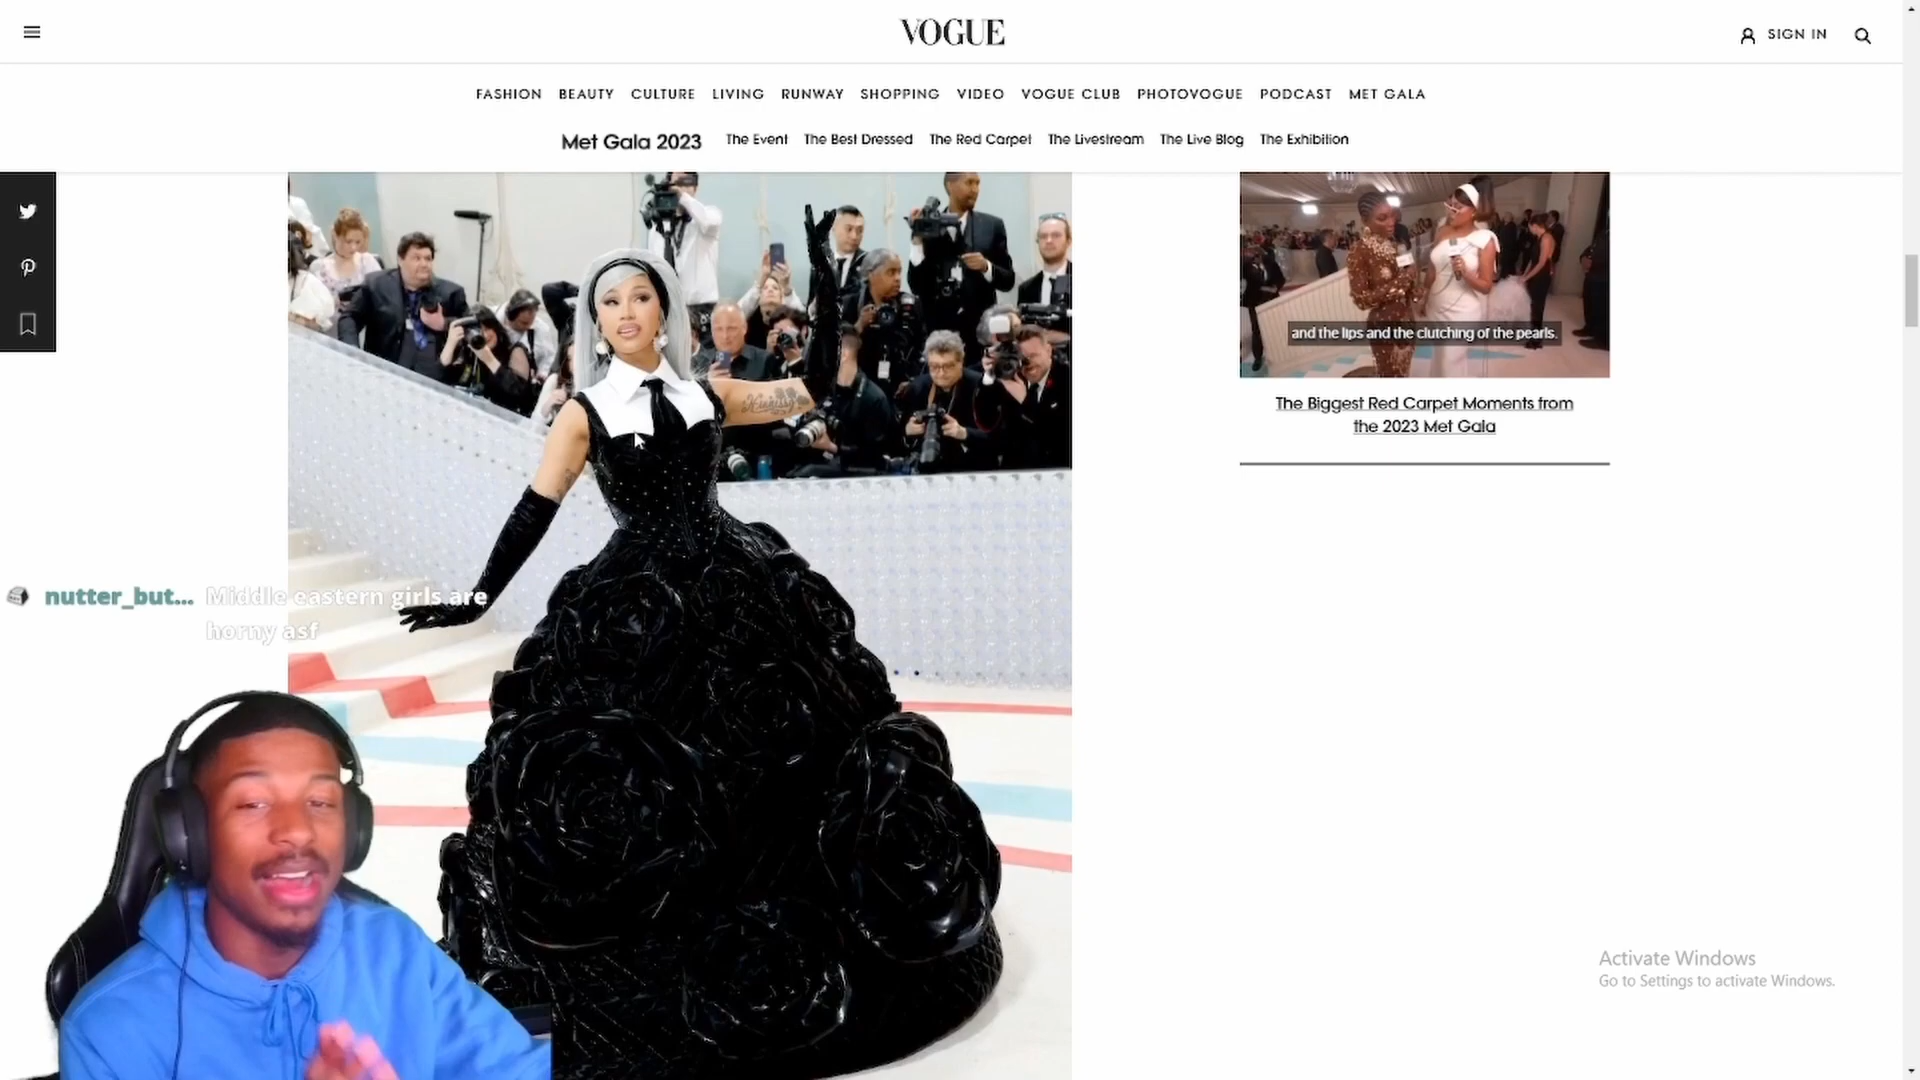 VOGUE
SIGN IN
FASHION BEAUTY CULTURE LIVING RUNWAY SHOPPING VIDEO VOGUE CLUB PHOTOVOGUE PODCAST MET GALA
Met Gala 2023 The Event The Best Dressed The Red Carpet The Livestream The Live Blog The Exhibition
and the lips and the clutching of the pearls.
The Biggest Red Carpet Moments from
the 2023 Met Gala
nutter_but... Middle eastern girls are
horny asf
Activate Windows
Go to Settings to activate Windows.